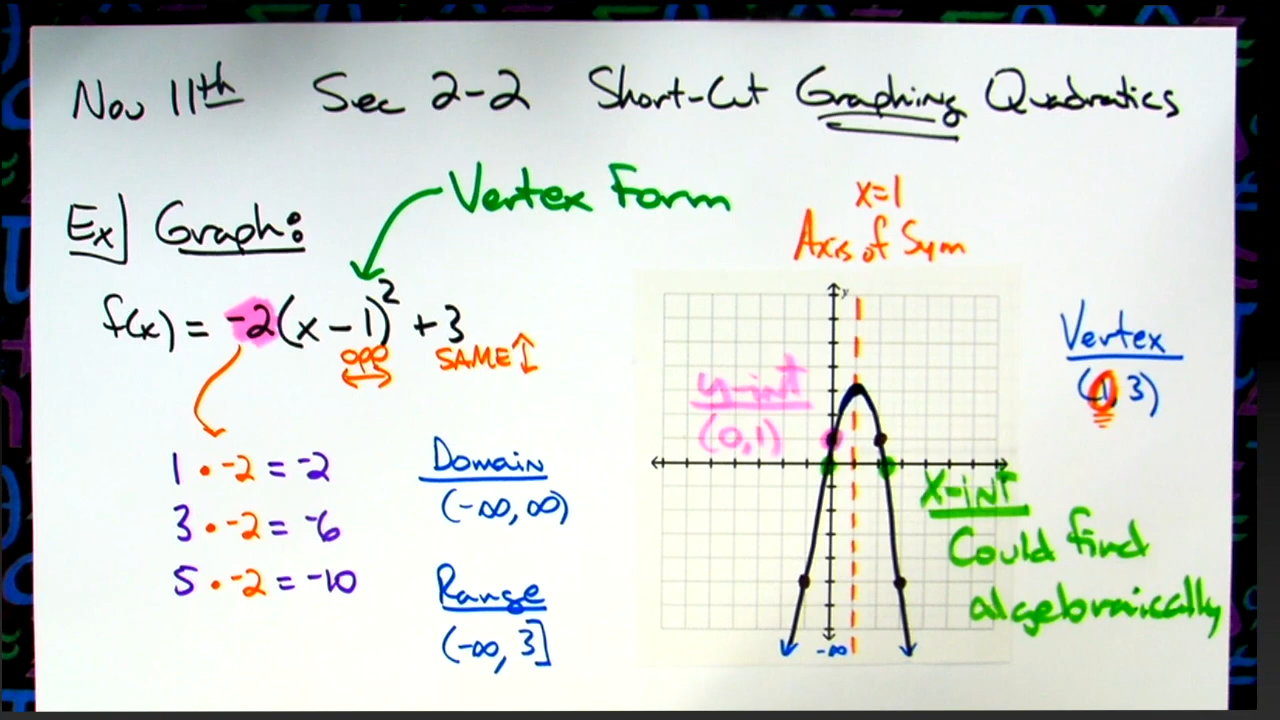 Nov 11th Sec 2-2 Short-Cut Graphing Quadratics
Vertex Form
Ex] Graph:
f(x) = -2(x-1)² +3
opp
SAME
1 · -2 = -2
3 · -2 = -6
5 · -2 = -10
Domain
(-∞, ∞)
Range
(-∞, 3]
x=1
Axis of Sym
y
y-int
(0,1)
-∞
Vertex
(1, 3)
x
X-int
Could find
algebraically